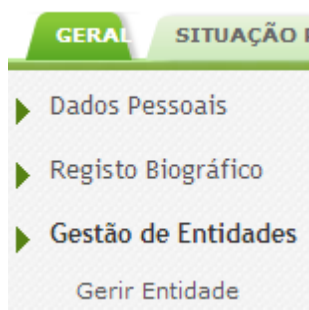 GERAL SITUAÇÃO
Dados Pessoais
Registo Biográfico
Gestão de Entidades
Gerir Entidade